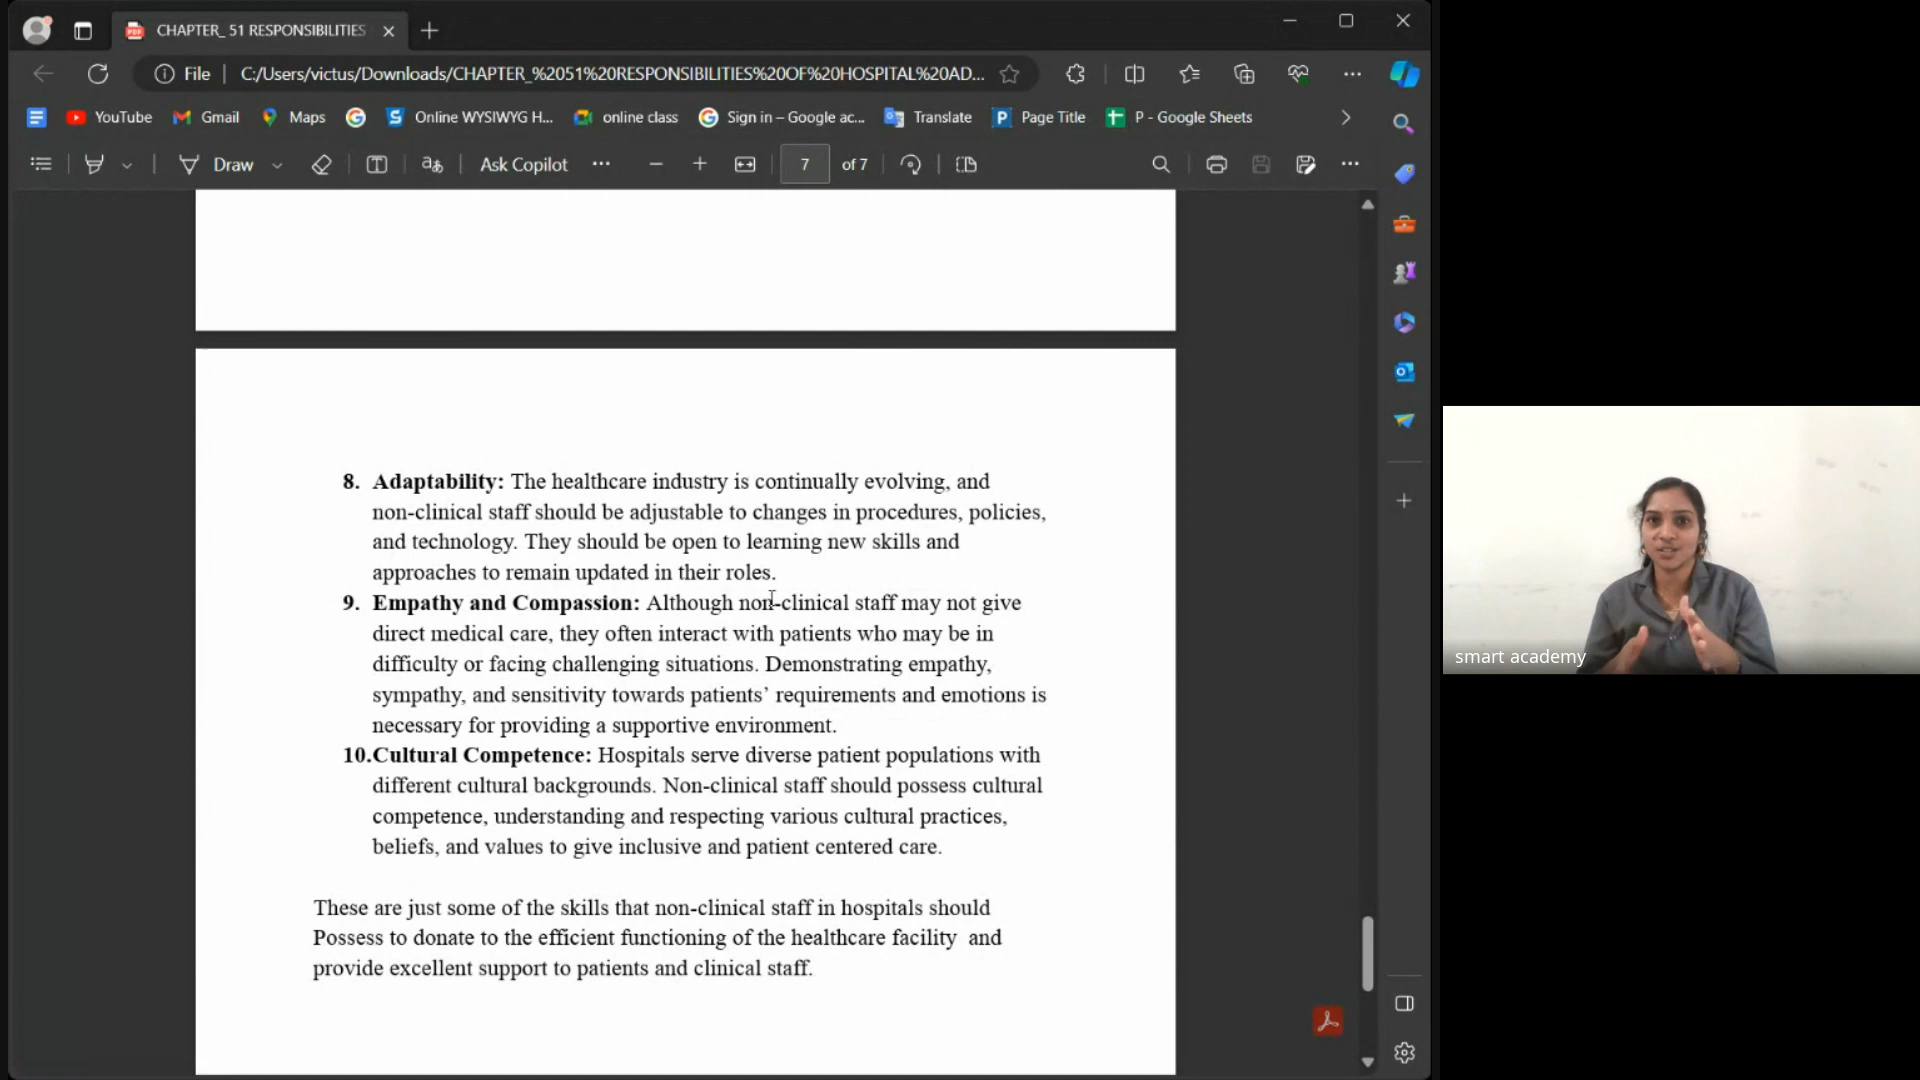 CHAPTER_ 51 RESPONSIBILITIES
File
C:/Users/victus/Downloads/CHAPTER_%2051%20RESPONSIBILITIES%20OF%20HOSPITAL%20AD...
YouTube Gmail Maps Online WYSIWYG H... online class Sign in – Google ac... Translate Page Title P - Google Sheets
Draw Ask Copilot 7 of 7
8. Adaptability: The healthcare industry is continually evolving, and
non-clinical staff should be adjustable to changes in procedures, policies,
and technology. They should be open to learning new skills and
approaches to remain updated in their roles.
9. Empathy and Compassion: Although non-clinical staff may not give
direct medical care, they often interact with patients who may be in
difficulty or facing challenging situations. Demonstrating empathy,
sympathy, and sensitivity towards patients’ requirements and emotions is
necessary for providing a supportive environment.
10.Cultural Competence: Hospitals serve diverse patient populations with
different cultural backgrounds. Non-clinical staff should possess cultural
competence, understanding and respecting various cultural practices,
beliefs, and values to give inclusive and patient centered care.
These are just some of the skills that non-clinical staff in hospitals should
Possess to donate to the efficient functioning of the healthcare facility and
provide excellent support to patients and clinical staff.
smart academy